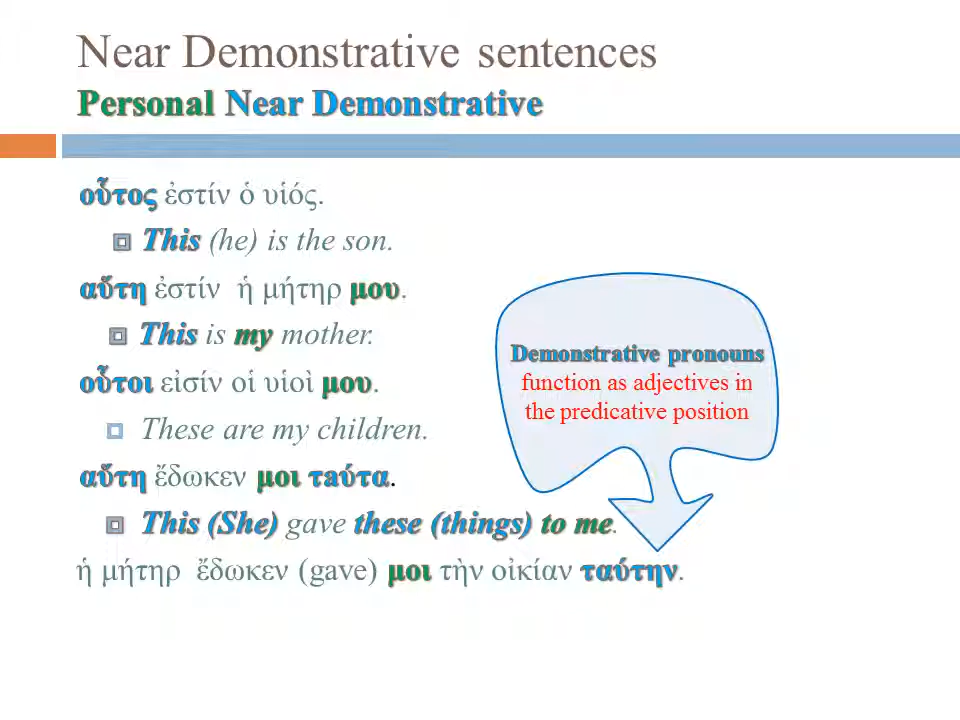 Near Demonstrative sentences
Personal Near Demonstrative
οὗτος ἐστίν ὁ υἱός.
This (he) is the son.
αὕτη ἐστίν ἡ μήτηρ μου.
This is my mother.
οὗτοι εἰσίν οἱ υἱοὶ μου.
These are my children.
αὕτη ἔδωκεν μοι ταύτα.
This (She) gave these (things) to me.
ἡ μήτηρ ἔδωκεν (gave) μοι τὴν οἰκίαν ταύτην.
Demonstrative pronouns
function as adjectives in
the predicative position